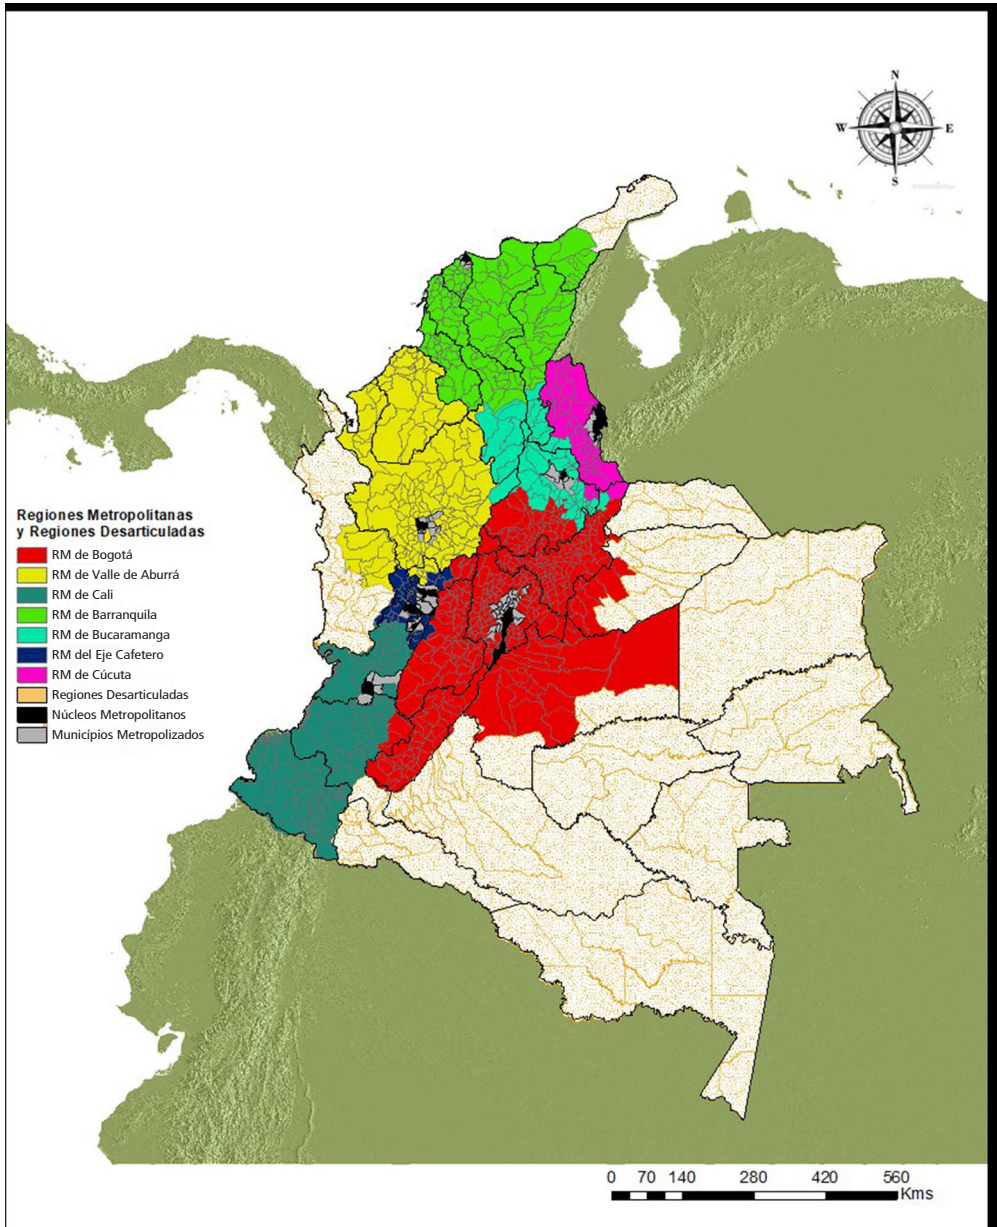 N
W
E
S
Regiones Metropolitanas
y Regiones Desarticuladas
RM de Bogotá
RM de Valle de Aburrá
RM de Cali
RM de Barranquila
RM de Bucaramanga
RM del Eje Cafetero
RM de Cúcuta
Regiones Desarticuladas
Núcleos Metropolitanos
Municípios Metropolizados
0 70 140 280 420 560
Kms